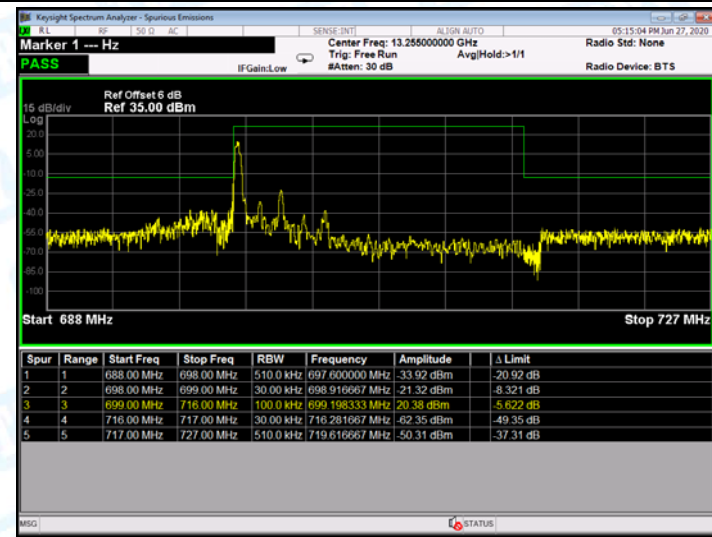 Keysight Spectrum Analyzer - Spurious Emissions
RL RF 50 Ω AC SENSE:INT ALIGN AUTO 05:15:04 PM Jun 27, 2020
Marker 1 --- Hz Center Freq: 13.255000000 GHz Radio Std: None
Trig: Free Run Avg|Hold:>1/1
PASS IFGain:Low #Atten: 30 dB Radio Device: BTS
Ref Offset 6 dB
15 dB/div Ref 35.00 dBm
Log
20.0
5.00
-10.0
-25.0
-40.0
-55.0
-70.0
-85.0
-100
Start 688 MHz Stop 727 MHz
Spur Range Start Freq Stop Freq RBW Frequency Amplitude Δ Limit
1 1 688.00 MHz 698.00 MHz 510.0 kHz 697.600000 MHz -33.92 dBm -20.92 dB
2 2 698.00 MHz 699.00 MHz 30.00 kHz 698.916667 MHz -21.32 dBm -8.321 dB
3 3 699.00 MHz 716.00 MHz 100.0 kHz 699.198333 MHz 20.38 dBm -5.622 dB
4 4 716.00 MHz 717.00 MHz 30.00 kHz 716.281667 MHz -62.35 dBm -49.35 dB
5 5 717.00 MHz 727.00 MHz 510.0 kHz 719.616667 MHz -50.31 dBm -37.31 dB
MSG STATUS